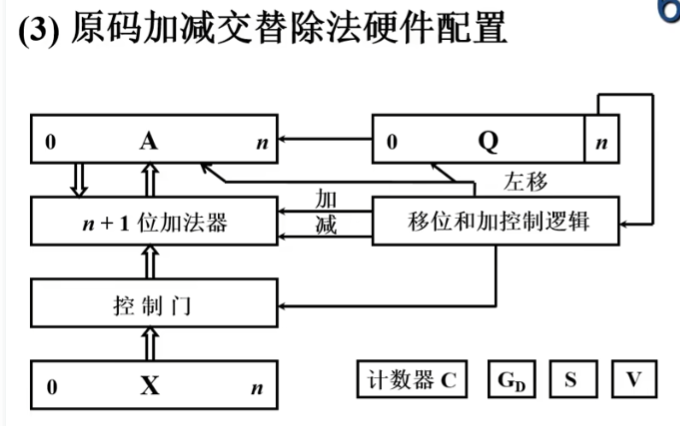 (3) 原码加减交替除法硬件配置
0 A n
0 Q n
左移
n + 1 位加法器
加
减
移位和加控制逻辑
控制门
0 X n
计数器 C
G_D
S
V